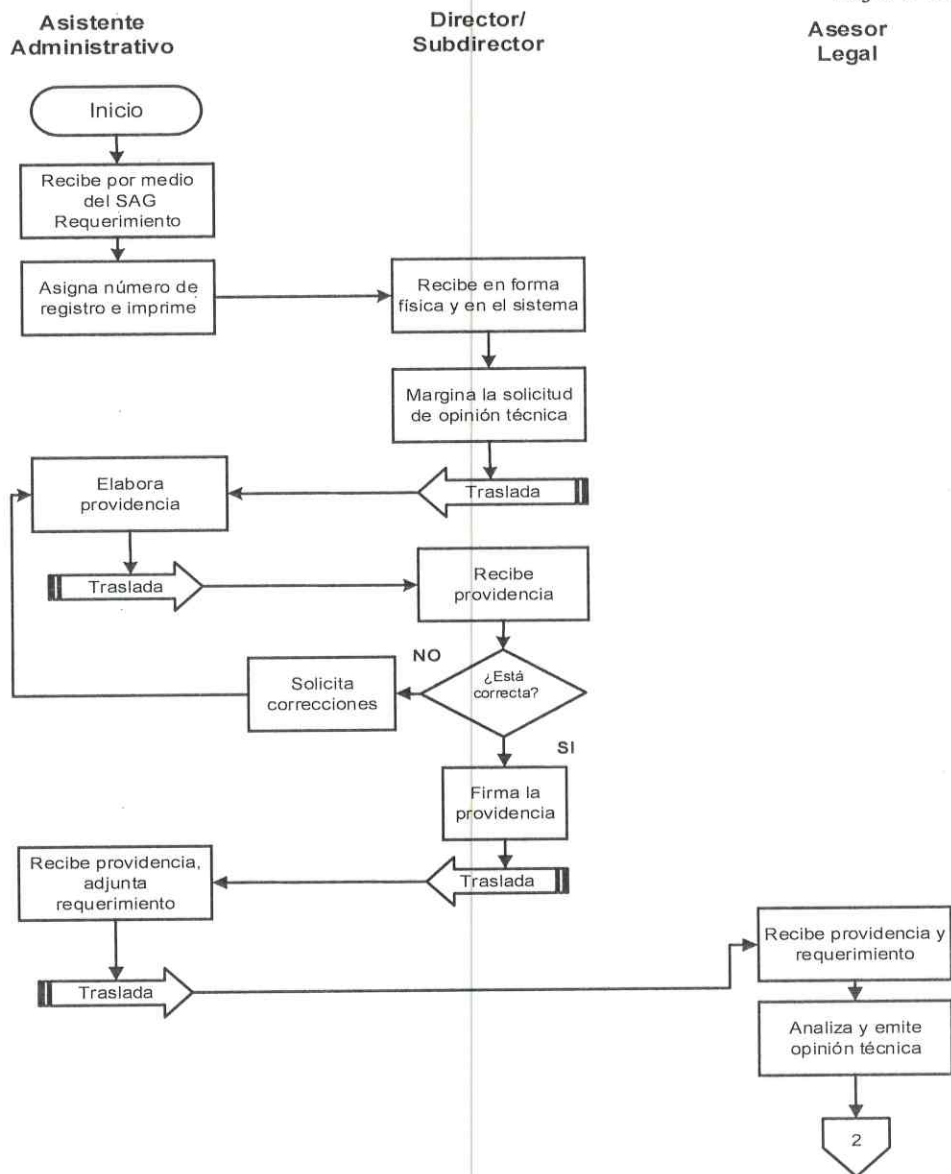 Asistente
Administrativo
Director/
Subdirector
Asesor
Legal
Inicio
Recibe por medio
del SAG
Requerimiento
Asigna número de
registro e imprime
Recibe en forma
física y en el sistema
Margina la solicitud
de opinión técnica
Traslada
Elabora
providencia
Traslada
Recibe
providencia
¿Está
correcta?
NO
Solicita
correcciones
SI
Firma la
providencia
Traslada
Recibe providencia,
adjunta
requerimiento
Traslada
Recibe providencia y
requerimiento
Analiza y emite
opinión técnica
2